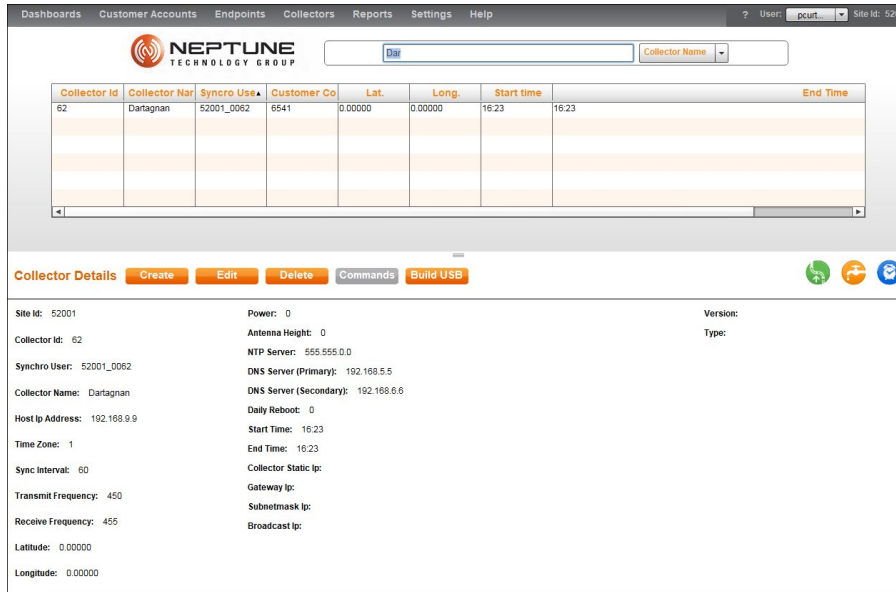 Dashboards Customer Accounts Endpoints Collectors Reports Settings Help ? User: pcurt... Site Id: 520
NEPTUNE
TECHNOLOGY GROUP
Dar Collector Name
Collector Id Collector Nar Syncro Use Customer Co Lat. Long. Start time End Time
62 Dartagnan 52001_0062 6541 0.00000 0.00000 16:23 16:23
Collector Details Create Edit Delete Commands Build USB
Site Id: 52001
Collector Id: 62
Synchro User: 52001_0062
Collector Name: Dartagnan
Host Ip Address: 192.168.9.9
Time Zone: 1
Sync Interval: 60
Transmit Frequency: 450
Receive Frequency: 455
Latitude: 0.00000
Longitude: 0.00000
Power: 0
Antenna Height: 0
NTP Server: 555.555.0.0
DNS Server (Primary): 192.168.5.5
DNS Server (Secondary): 192.168.6.6
Daily Reboot: 0
Start Time: 16:23
End Time: 16:23
Collector Static Ip:
Gateway Ip:
Subnetmask Ip:
Broadcast Ip:
Version:
Type: